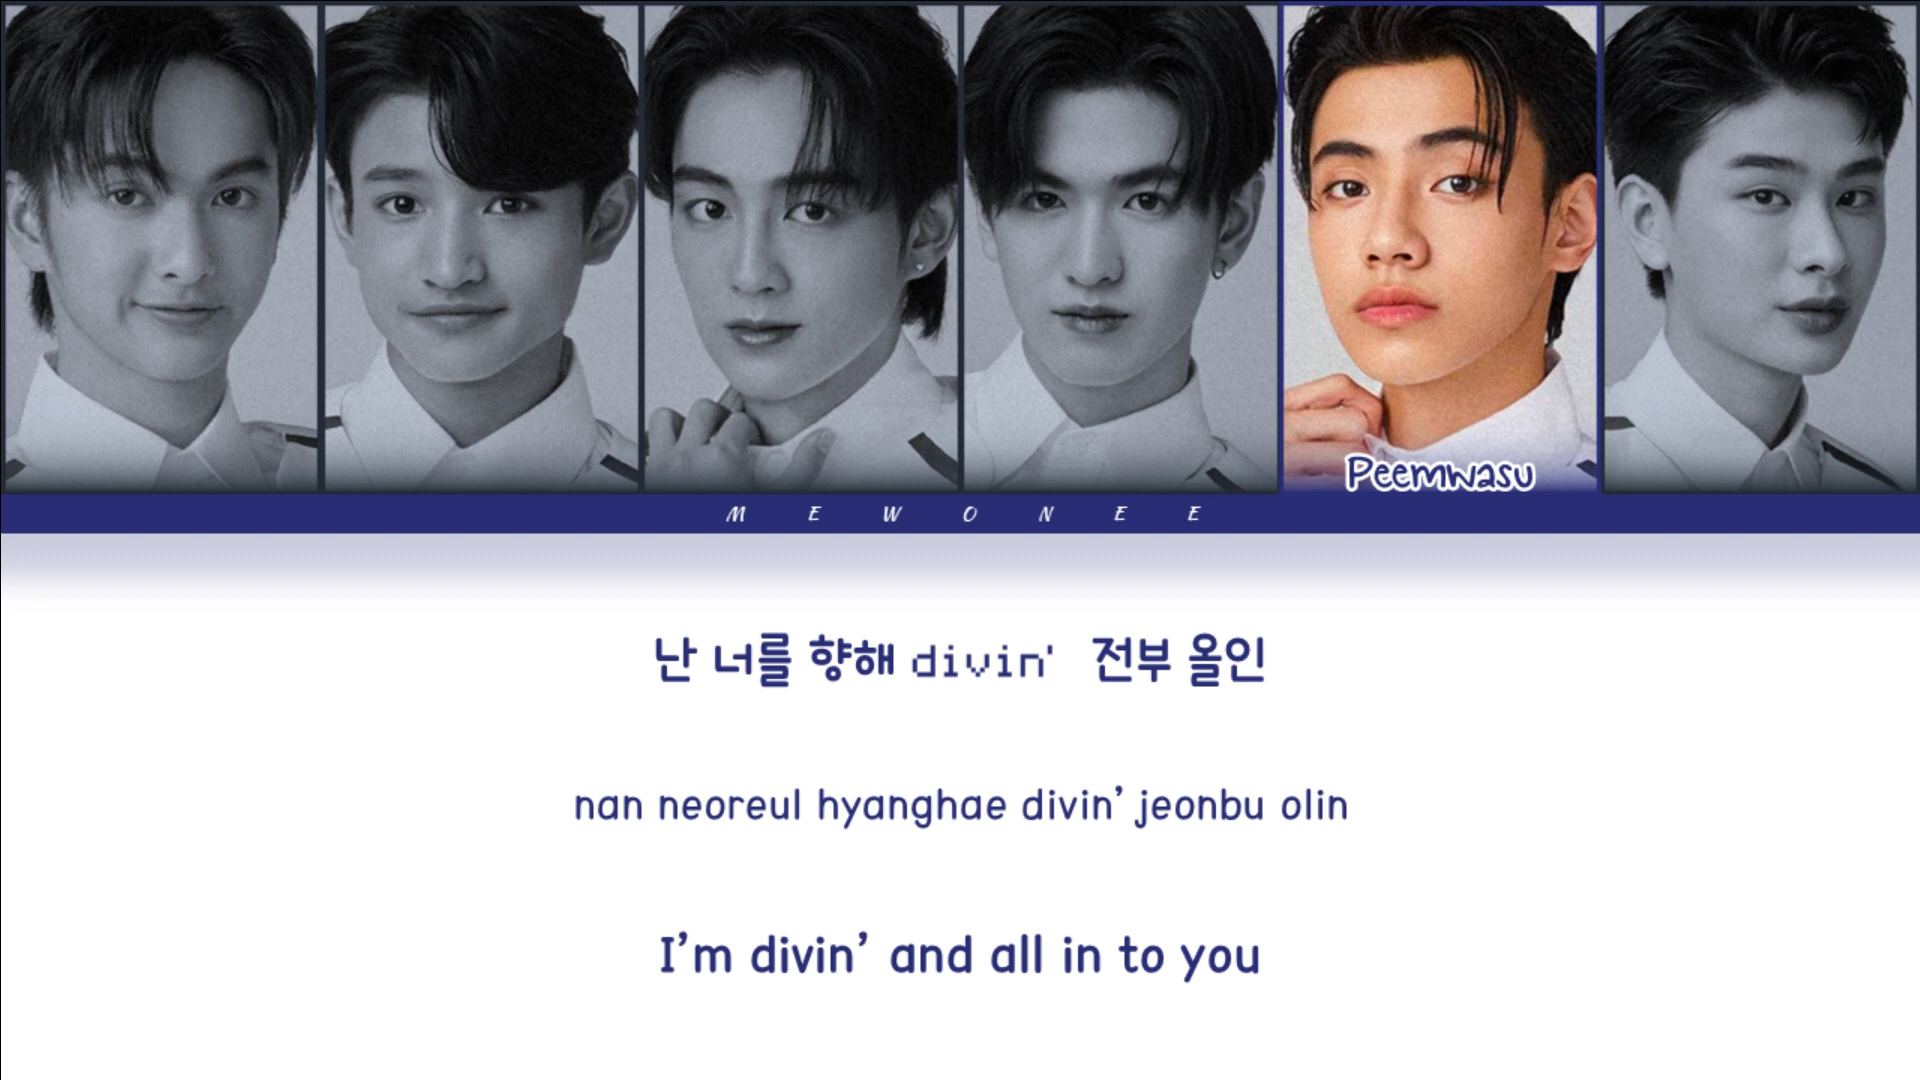 Peemwasu
MEWONEE
난 너를 향해 divin' 전부 올인
nan neoreul hyanghae divin’ jeonbu olin
I’m divin’ and all in to you